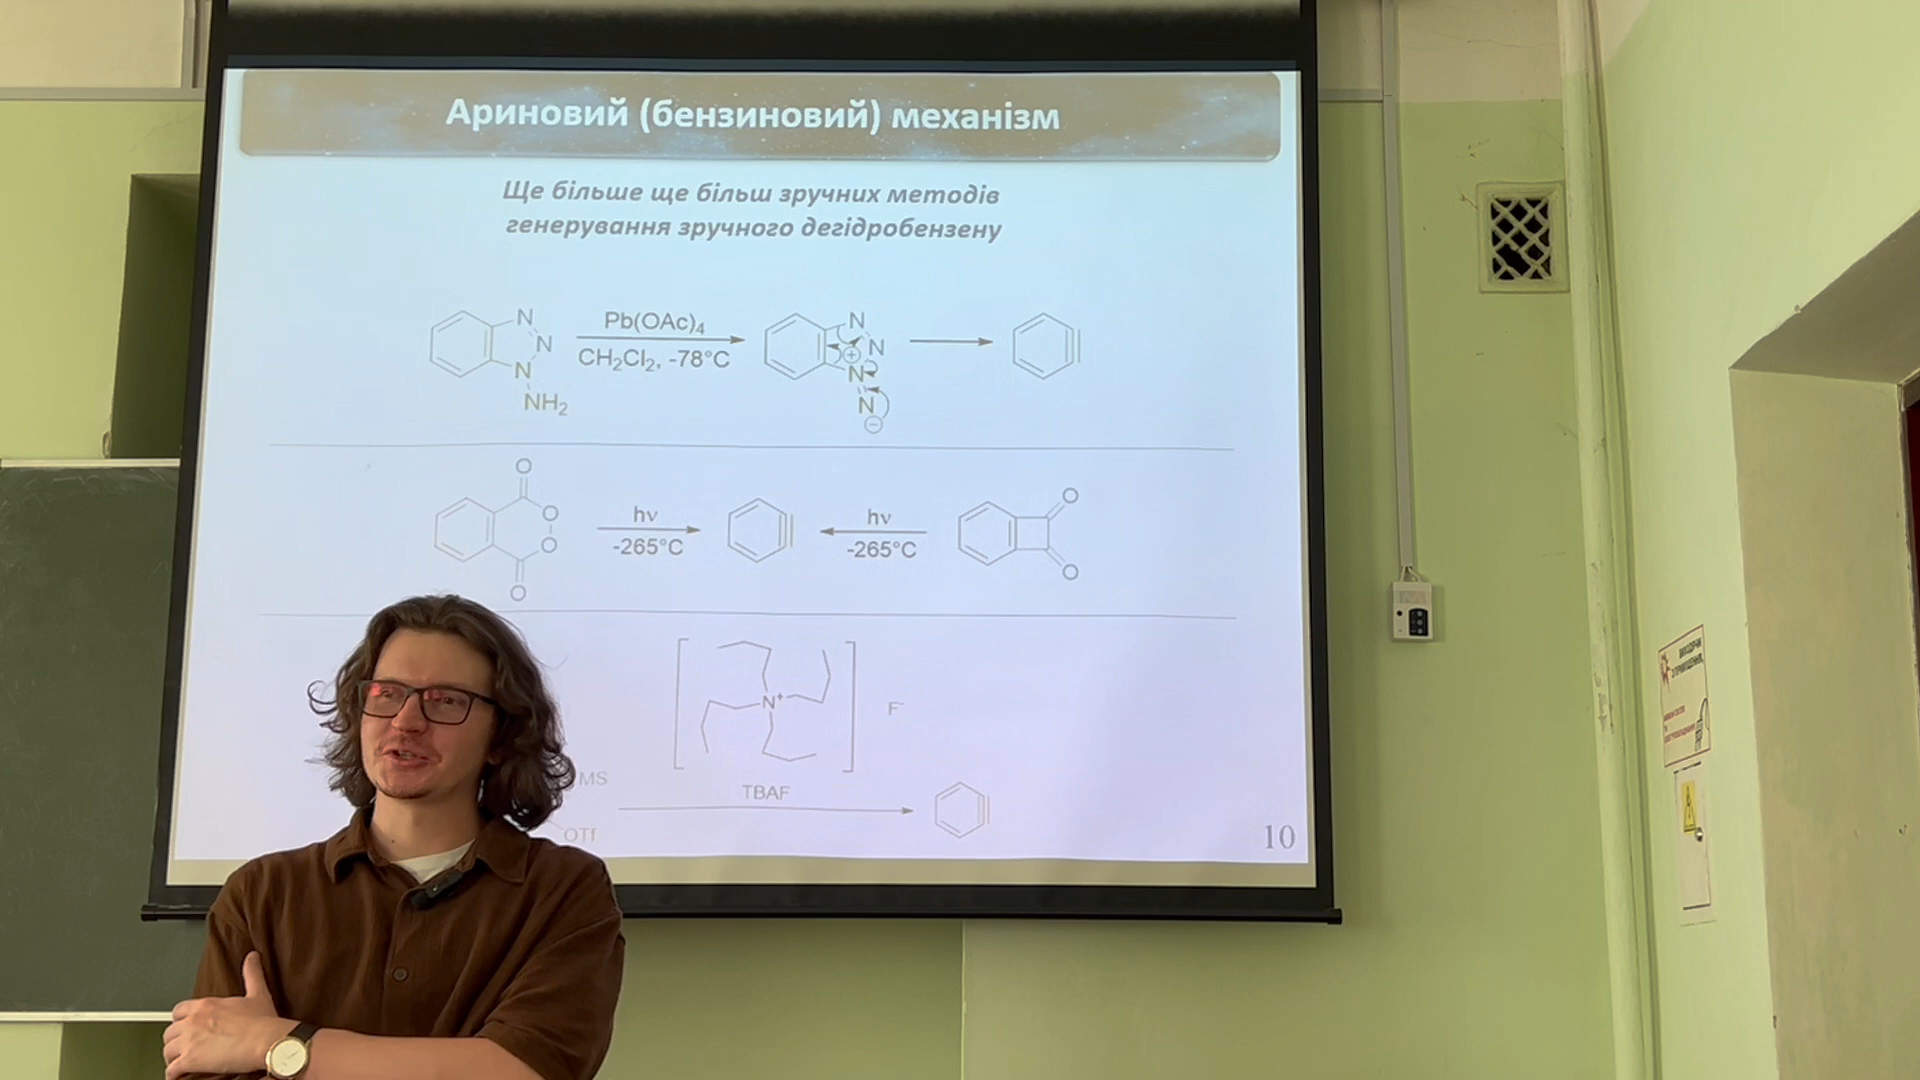 Ариновий (бензиновий) механізм
Ще більше ще більш зручних методів
генерування зручного дегідробензену
N
N
N
NH₂
Pb(OAc)₄
CH₂Cl₂, -78°C
N
N
+
N
N
−
O
O
O
O
hν
-265°C
hν
-265°C
O
O
N⁺
F⁻
MS
OTf
TBAF
10